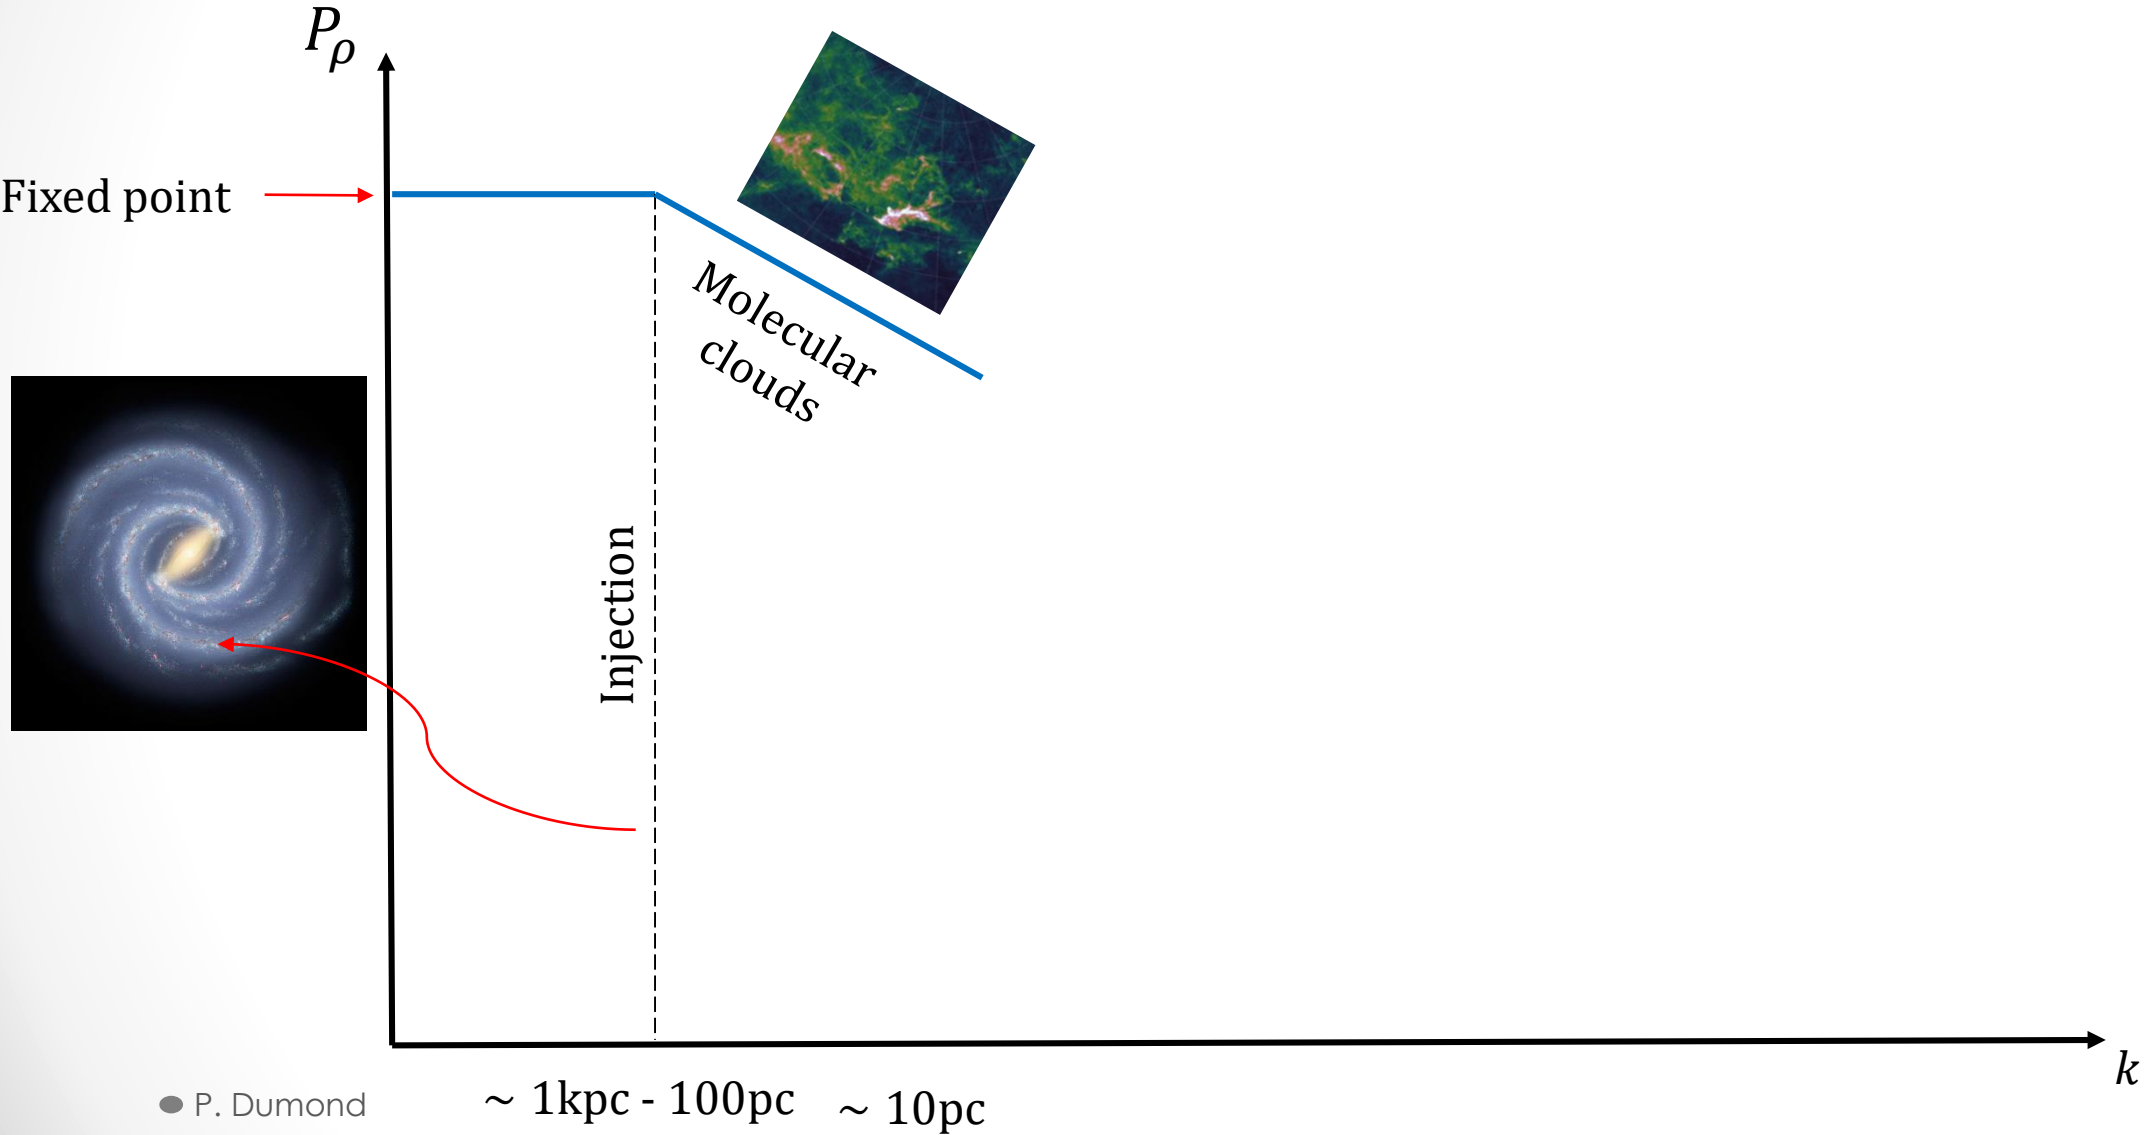 P_ρ
Fixed point
Molecular
clouds
Injection
k
~ 1kpc - 100pc
~ 10pc
P. Dumond